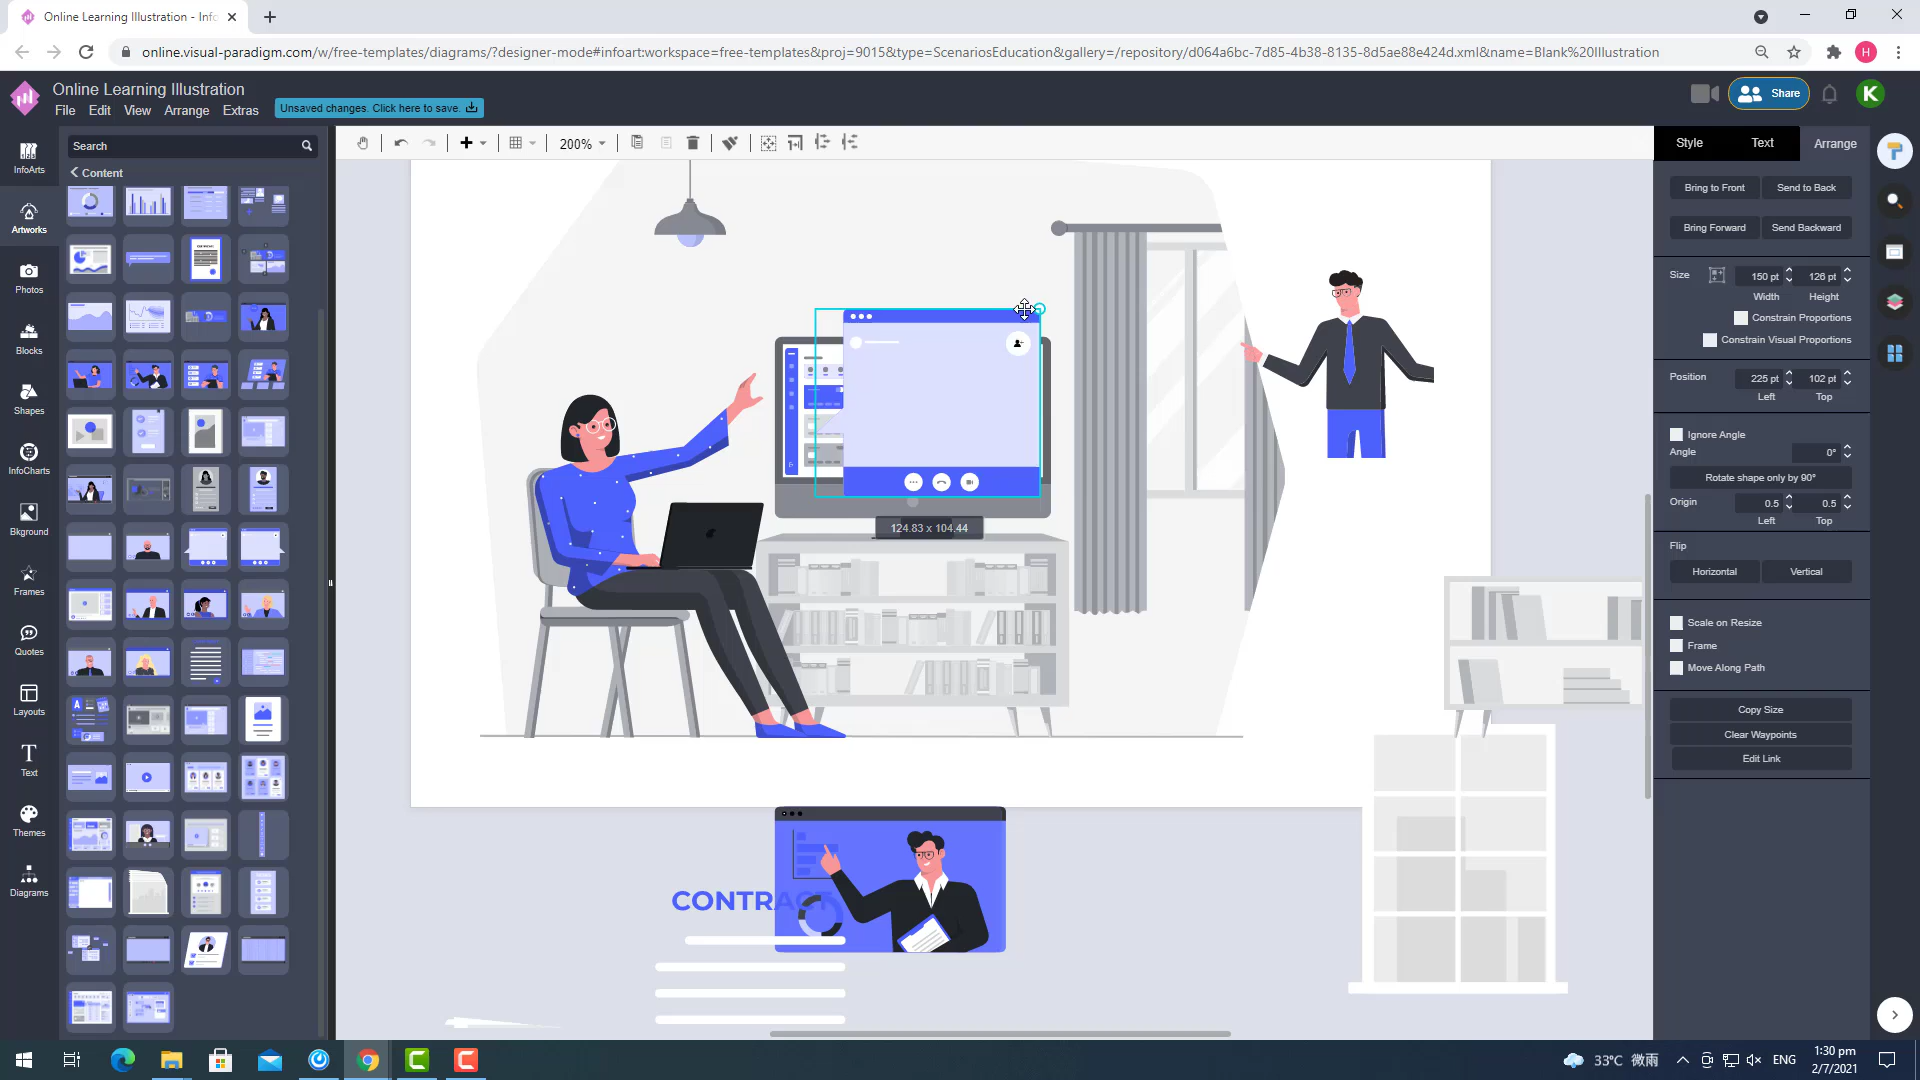 Online Learning Illustration - Info
online.visual-paradigm.com/w/free-templates/diagrams/?designer-mode#infoart:workspace=free-templates&proj=9015&type=ScenariosEducation&gallery=/repository/d064a6bc-7d85-4b38-8135-8d5ae88e424d.xml&name=Blank%20Illustration
H
Online Learning Illustration
File Edit View Arrange Extras
Unsaved changes. Click here to save.
Share
K
Search
Content
200%
InfoArts
Artworks
Photos
Blocks
Shapes
InfoCharts
Bkground
Frames
Quotes
Layouts
Text
Themes
Diagrams
124.83 x 104.44
CONTRACT
Style Text Arrange
Bring to Front Send to Back
Bring Forward Send Backward
Size 150 pt 126 pt
Width Height
Constrain Proportions
Constrain Visual Proportions
Position 225 pt 102 pt
Left Top
Ignore Angle
Angle 0°
Rotate shape only by 90°
Origin 0.5 0.5
Left Top
Flip
Horizontal Vertical
Scale on Resize
Frame
Move Along Path
Copy Size
Clear Waypoints
Edit Link
33°C 微雨
ENG
1:30 pm
2/7/2021